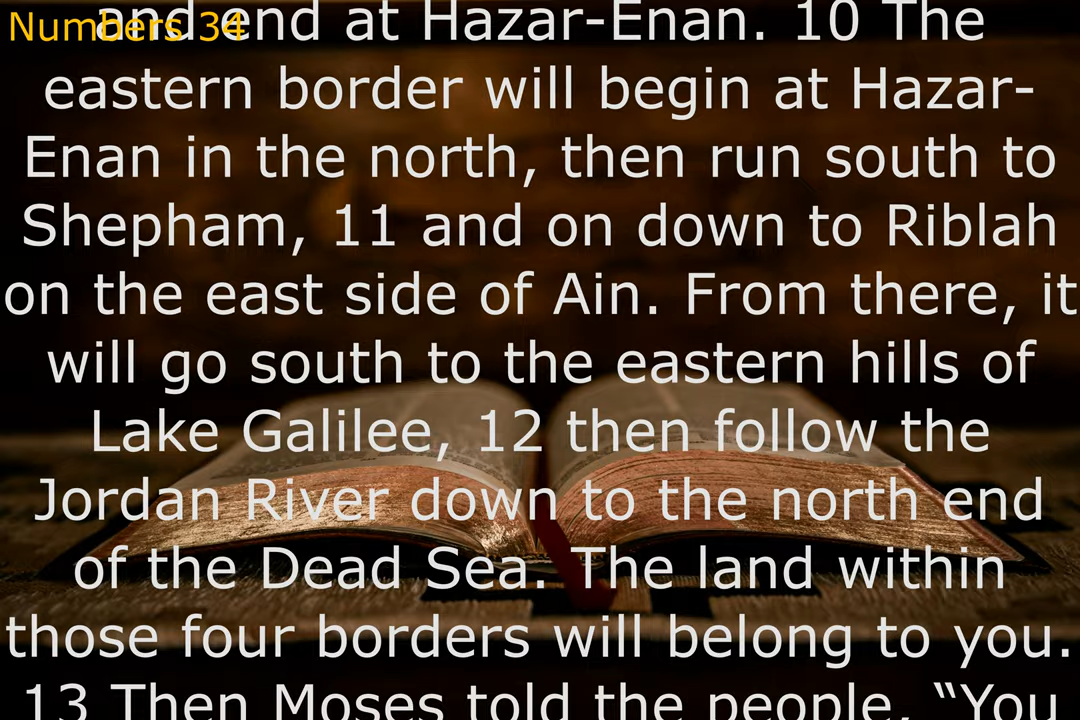 Numbers 34
and end at Hazar-Enan. 10 The
eastern border will begin at Hazar-
Enan in the north, then run south to
Shepham, 11 and on down to Riblah
on the east side of Ain. From there, it
will go south to the eastern hills of
Lake Galilee, 12 then follow the
Jordan River down to the north end
of the Dead Sea. The land within
those four borders will belong to you.
13 Then Moses told the people, “You